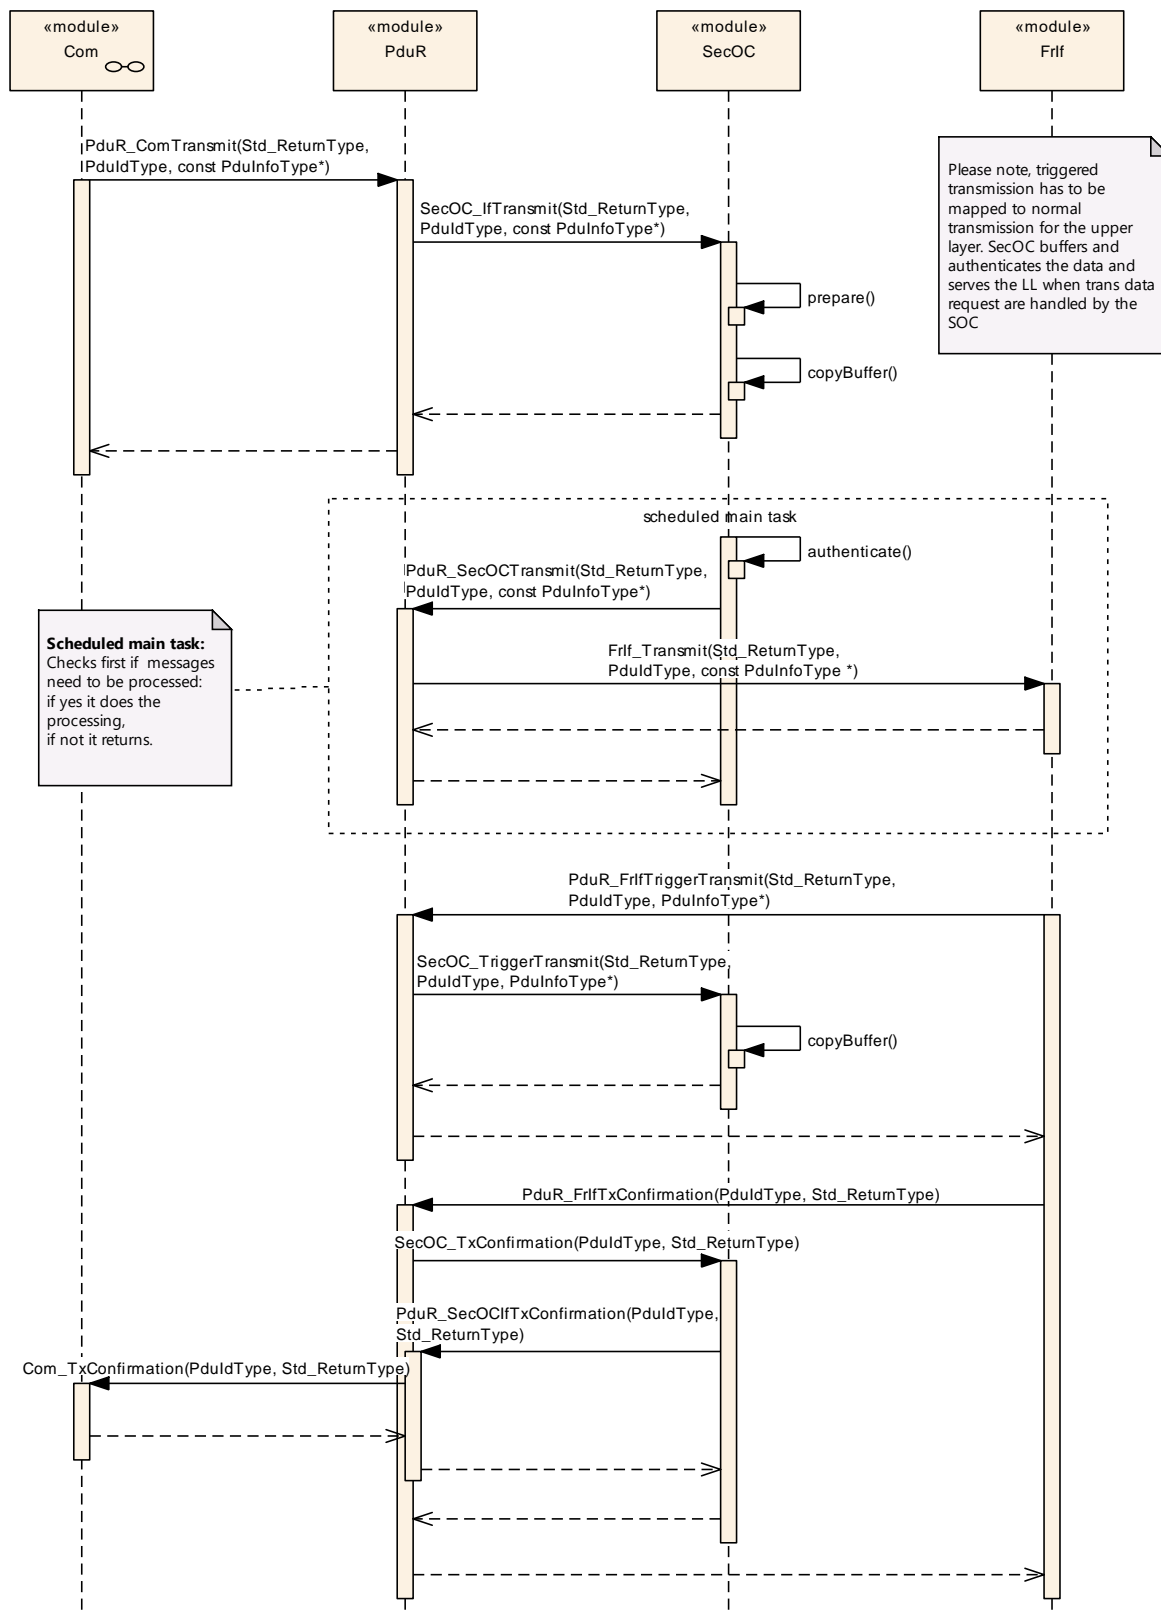 «module»
Com
«module»
PduR
«module»
SecOC
«module»
FrIf
PduR_ComTransmit(Std_ReturnType,
PduIdType, const PduInfoType*)
Please note, triggered
transmission has to be
mapped to normal
transmission for the upper
layer. SecOC buffers and
authenticates the data and
serves the LL when trans data
request are handled by the
SOC
SecOC_IfTransmit(Std_ReturnType,
PduIdType, const PduInfoType*)
prepare()
copyBuffer()
scheduled main task
authenticate()
PduR_SecOCTransmit(Std_ReturnType,
PduIdType, const PduInfoType*)
Scheduled main task:
Checks first if messages
need to be processed:
if yes it does the
processing,
if not it returns.
FrIf_Transmit(Std_ReturnType,
PduIdType, const PduInfoType *)
PduR_FrIfTriggerTransmit(Std_ReturnType,
PduIdType, PduInfoType*)
SecOC_TriggerTransmit(Std_ReturnType,
PduIdType, PduInfoType*)
copyBuffer()
PduR_FrIfTxConfirmation(PduIdType, Std_ReturnType)
SecOC_TxConfirmation(PduIdType, Std_ReturnType)
PduR_SecOCIfTxConfirmation(PduIdType,
Std_ReturnType)
Com_TxConfirmation(PduIdType, Std_ReturnType)